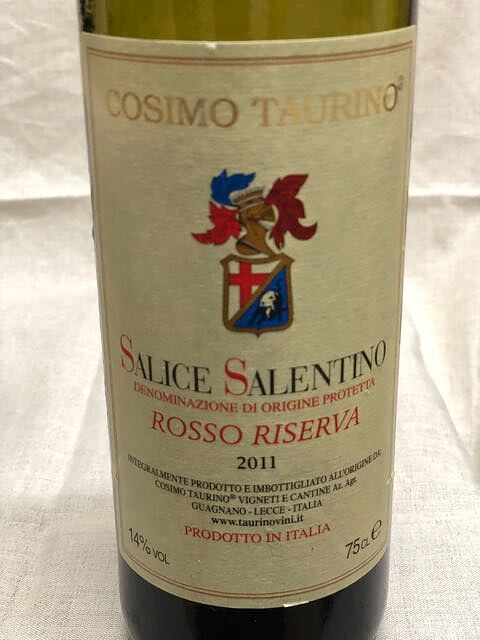 COSIMO TAURINO®
SALICE SALENTINO
DENOMINAZIONE DI ORIGINE PROTETTA
ROSSO RISERVA
2011
INTEGRALMENTE PRODOTTO E IMBOTTIGLIATO ALL'ORIGINE DA:
COSIMO TAURINO® VIGNETI E CANTINE Az. Agr.
GUAGNANO - LECCE - ITALIA
www.taurinovini.it
PRODOTTO IN ITALIA
14% VOL
75CL e